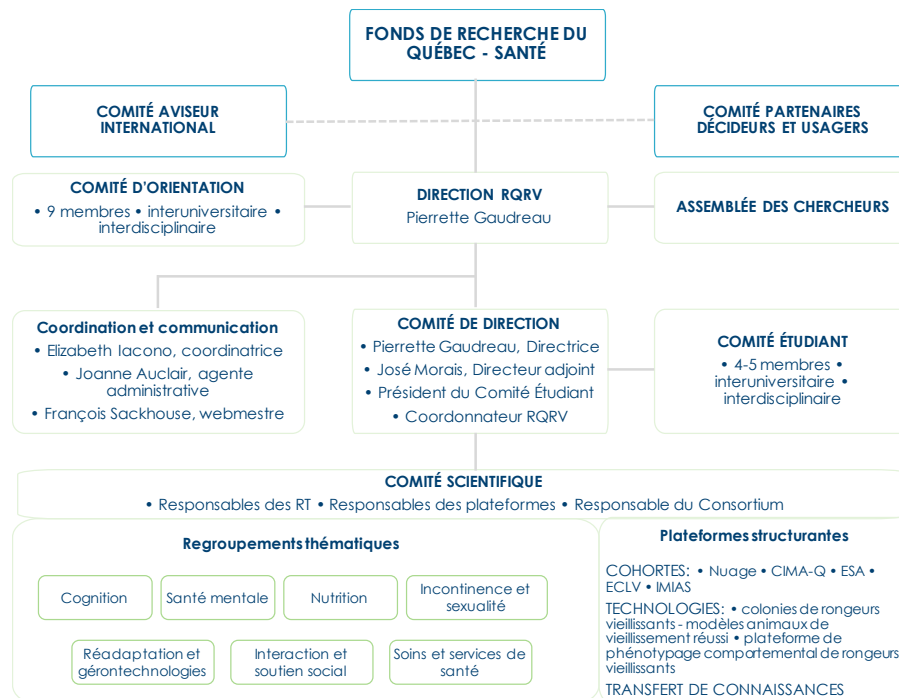 FONDS DE RECHERCHE DU
QUÉBEC - SANTÉ
COMITÉ AVISEUR
INTERNATIONAL
COMITÉ PARTENAIRES
DÉCIDEURS ET USAGERS
COMITÉ D'ORIENTATION
• 9 membres • interuniversitaire •
interdisciplinaire
DIRECTION RQRV
Pierrette Gaudreau
ASSEMBLÉE DES CHERCHEURS
Coordination et communication
• Elizabeth Iacono, coordinatrice
• Joanne Auclair, agente
administrative
• François Sackhouse, webmestre
COMITÉ DE DIRECTION
• Pierrette Gaudreau, Directrice
• José Morais, Directeur adjoint
• Président du Comité Étudiant
• Coordonnateur RQRV
COMITÉ ÉTUDIANT
• 4-5 membres •
interuniversitaire •
interdisciplinaire
COMITÉ SCIENTIFIQUE
• Responsables des RT • Responsables des plateformes • Responsable du Consortium
Regroupements thématiques
Cognition
Santé mentale
Nutrition
Incontinence et
sexualité
Réadaptation et
gérontechnologies
Interaction et
soutien social
Soins et services de
santé
Plateformes structurantes
COHORTES: • Nuage • CIMA-Q • ESA •
ECLV • IMIAS
TECHNOLOGIES: • colonies de rongeurs
vieillissants - modèles animaux de
vieillissement réussi • plateforme de
phénotypage comportemental de rongeurs
vieillissants
TRANSFERT DE CONNAISSANCES